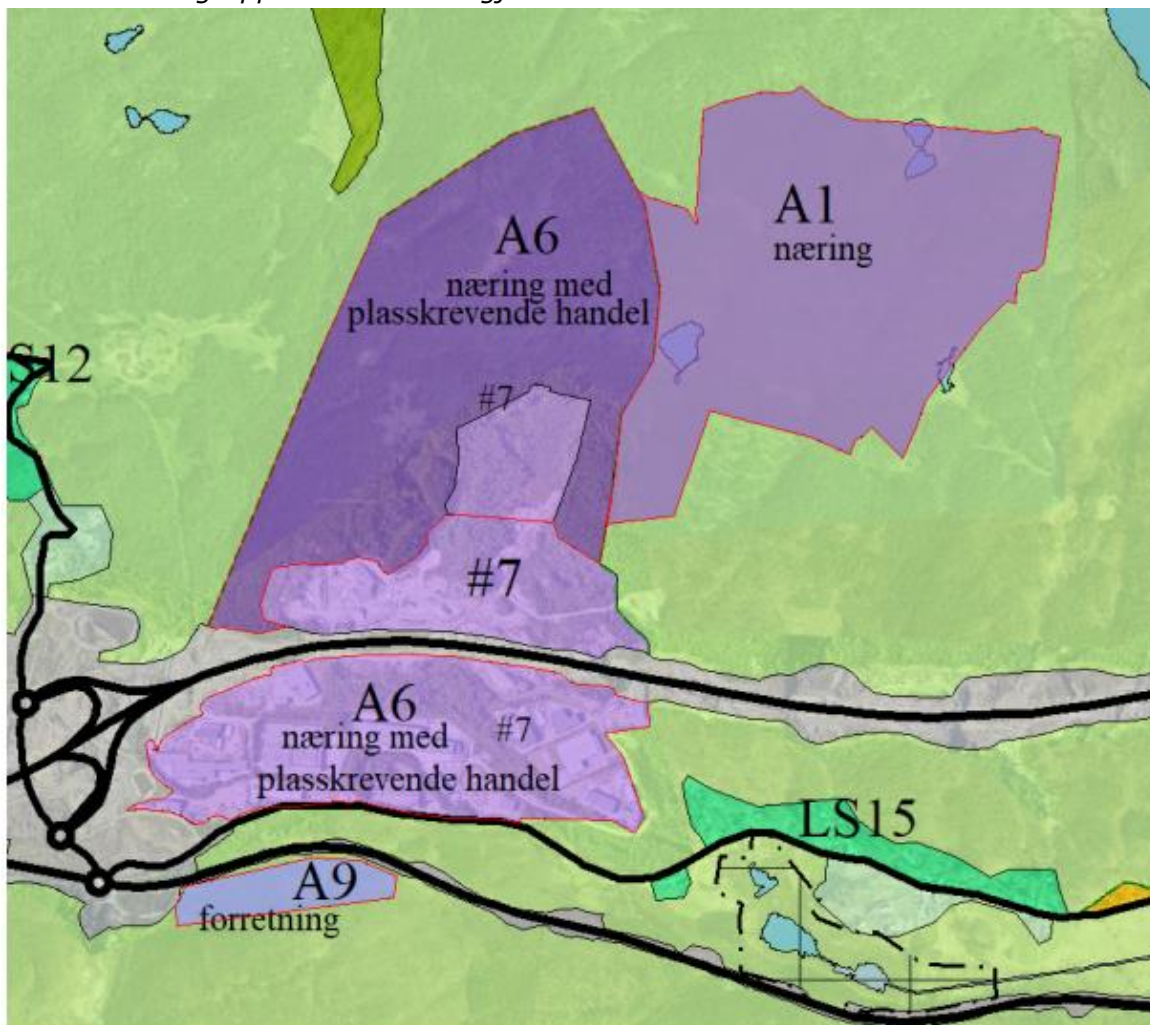 A6
næring med
plasskrevende handel
A1
næring
S12
#7
#7
A6
næring med
#7
plasskrevende handel
LS15
A9
forretning